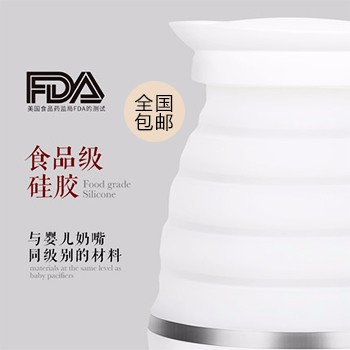 FDA
美国食品药监局FDA的测试
全国
包邮
食品级
硅胶
Food grade
Silicone
与婴儿奶嘴
同级别的材料
materials at the same level as
baby pacifiers